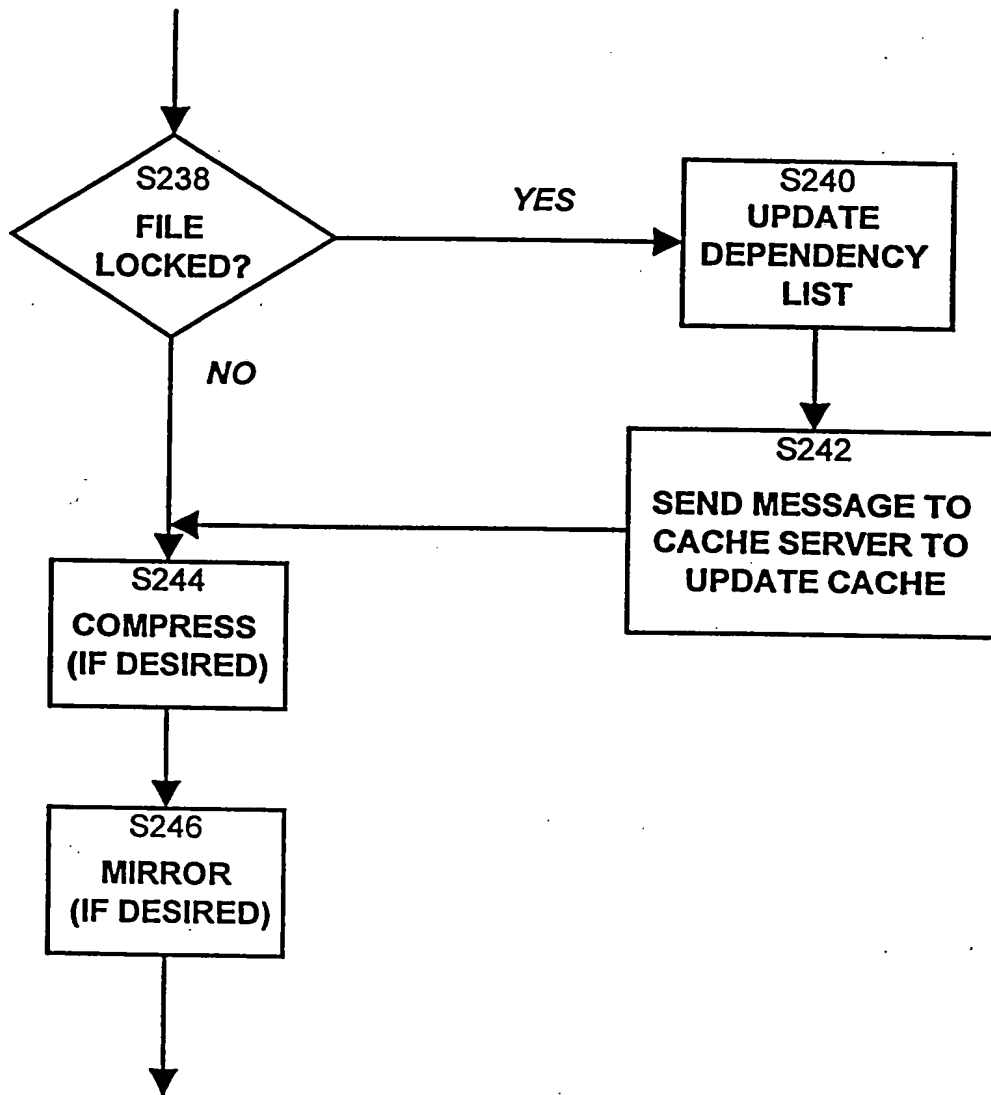 S238
FILE
LOCKED?
YES
S240
UPDATE
DEPENDENCY
LIST
NO
S242
SEND MESSAGE TO
CACHE SERVER TO
UPDATE CACHE
S244
COMPRESS
(IF DESIRED)
S246
MIRROR
(IF DESIRED)